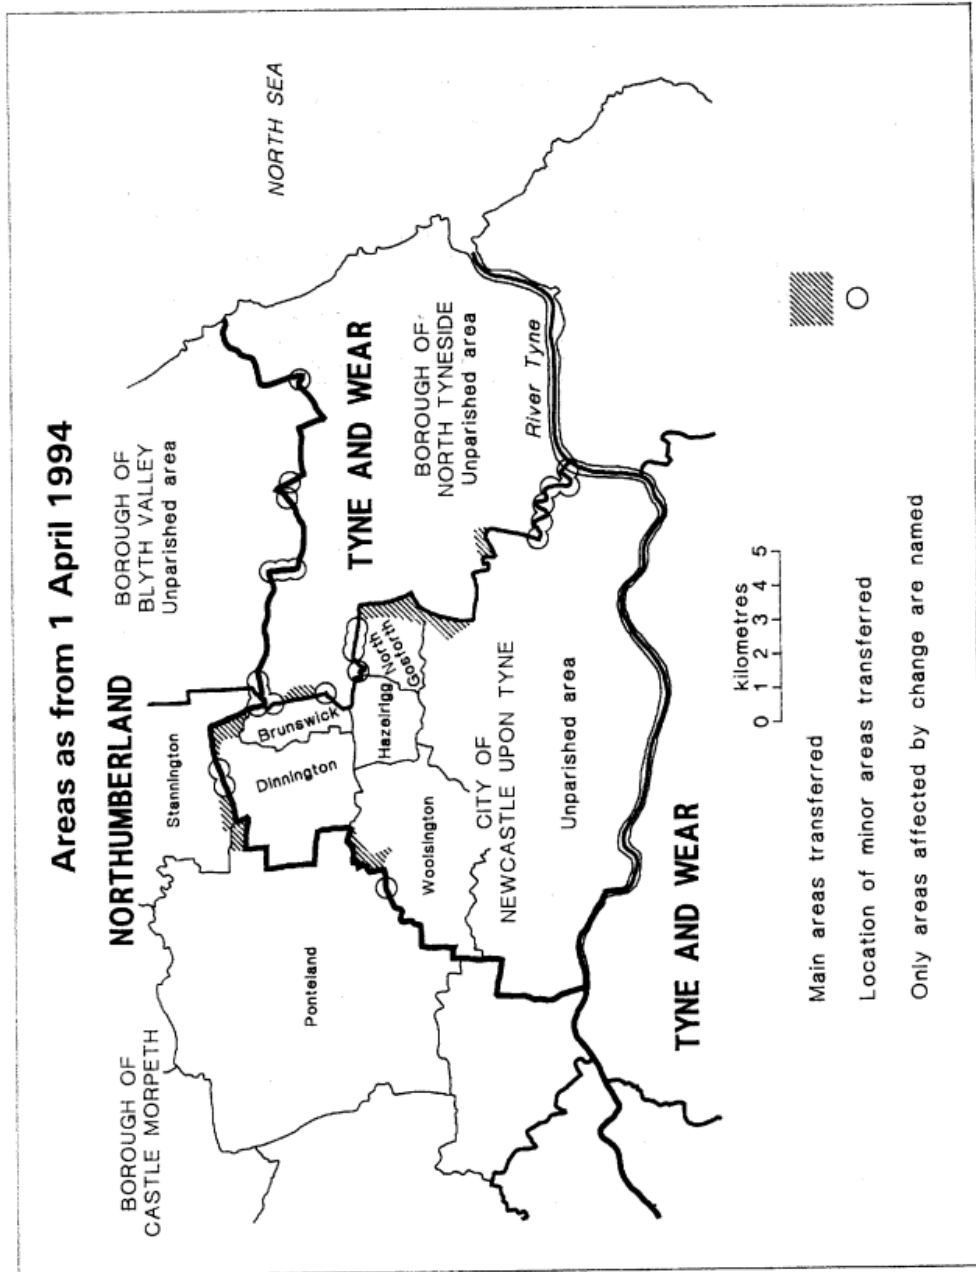 Areas as from 1 April 1994
NORTHUMBERLAND
BOROUGH OF
CASTLE MORPETH
BOROUGH OF
BLYTH VALLEY
Unparished area
NORTH SEA
Stannington
Ponteland
Dinnington
Brunswick
Hazelrigg
North
Gosforth
Woolsington
TYNE AND WEAR
BOROUGH OF
NORTH TYNESIDE
Unparished area
CITY OF
NEWCASTLE UPON TYNE
Unparished area
River Tyne
TYNE AND WEAR
kilometres
0 1 2 3 4 5
Main areas transferred
Location of minor areas transferred
Only areas affected by change are named